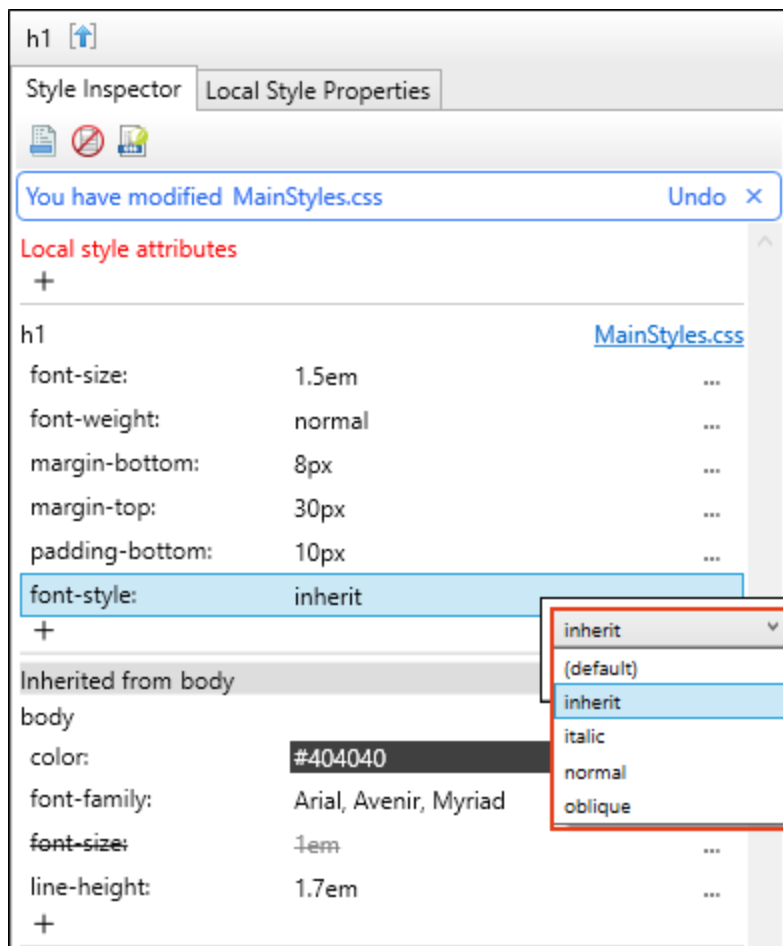 h1
Style Inspector Local Style Properties
You have modified MainStyles.css Undo ×
Local style attributes
+
h1 MainStyles.css
font-size: 1.5em ...
font-weight: normal ...
margin-bottom: 8px ...
margin-top: 30px ...
padding-bottom: 10px ...
font-style: inherit
+
inherit
(default)
inherit
italic
normal
oblique
Inherited from body
body
color: #404040
font-family: Arial, Avenir, Myriad
font-size: 1em ...
line-height: 1.7em ...
+